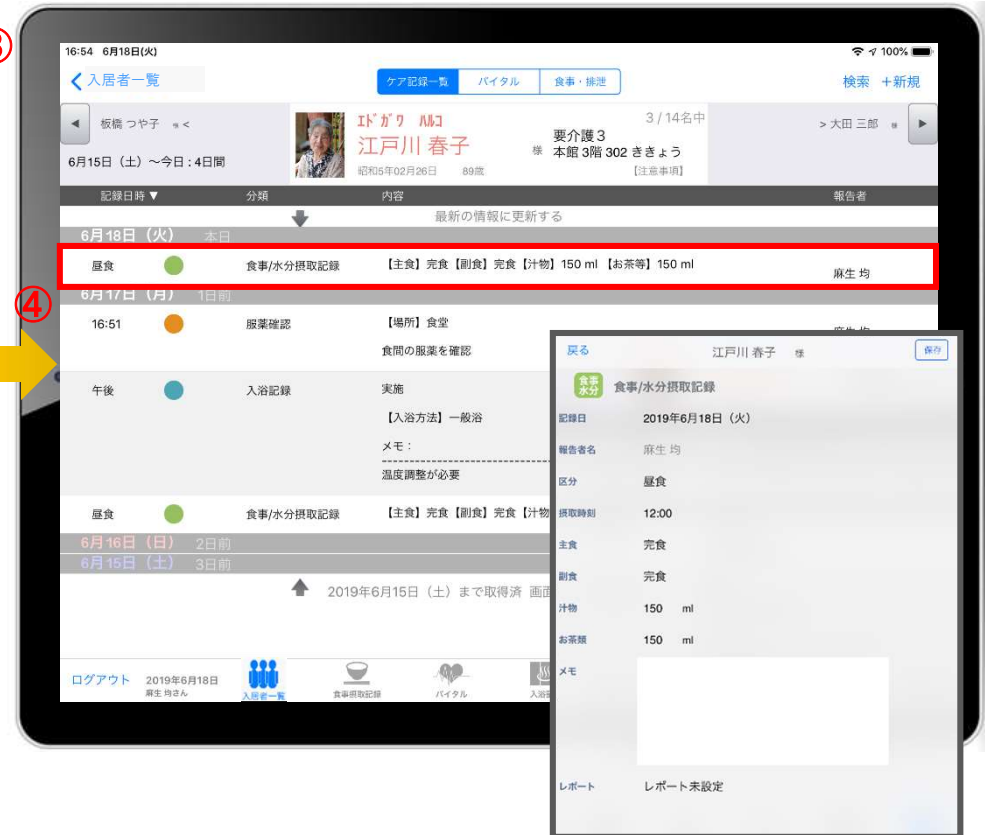 ③
16:54 6月18日(火)
100%
入居者一覧
ケア記録一覧 バイタル 食事・排泄
検索 +新規
板橋 つや子 様 <
6月15日（土）～今日：4日間
エドガワ ハルコ
江戸川 春子 様
昭和5年02月26日 89歳
3 / 14名中
要介護3
本館 3階 302 ききょう
【注意事項】
> 大田 三郎 様
記録日時 ▼ 分類 内容 報告者
最新の情報に更新する
6月18日（火） 本日
昼食 食事/水分摂取記録 【主食】完食【副食】完食【汁物】150 ml 【お茶等】150 ml 麻生 均
④
6月17日（月） 1日前
16:51 服薬確認 【場所】食堂
食間の服薬を確認
午後 入浴記録 実施
【入浴方法】一般浴
メモ：
温度調整が必要
昼食 食事/水分摂取記録 【主食】完食【副食】完食【汁物
6月16日（日） 2日前
6月15日（土） 3日前
2019年6月15日（土）まで取得済 画面
ログアウト 2019年6月18日
麻生 均さん
入居者一覧 食事摂取記録 バイタル
戻る 江戸川 春子 様 保存
食事
水分
食事/水分摂取記録
記録日 2019年6月18日（火）
報告者名 麻生 均
区分 昼食
摂取時刻 12:00
主食 完食
副食 完食
汁物 150 ml
お茶類 150 ml
メモ
レポート レポート未設定